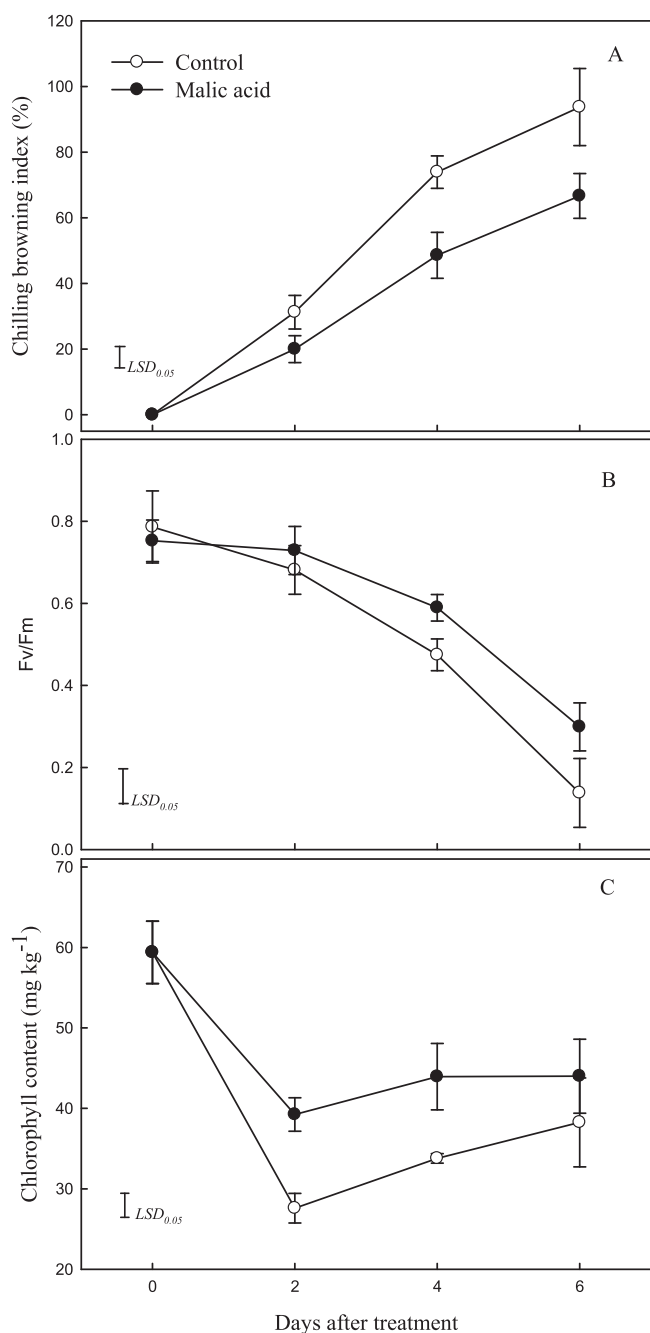 120
100
80
60
40
20
0
Chilling browning index (%)
Control
Malic acid
A
LSD0.05
1.0
0.8
0.6
0.4
0.2
0.0
Fv/Fm
B
LSD0.05
70
60
50
40
30
20
Chlorophyll content (mg kg-1)
C
LSD0.05
0 2 4 6
Days after treatment